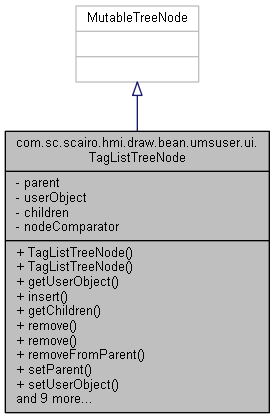 MutableTreeNode
com.sc.scairo.hmi.draw.bean.umsuser.ui.
TagListTreeNode
- parent
- userObject
- children
- nodeComparator
+ TagListTreeNode()
+ TagListTreeNode()
+ getUserObject()
+ insert()
+ getChildren()
+ remove()
+ remove()
+ removeFromParent()
+ setParent()
+ setUserObject()
and 9 more...